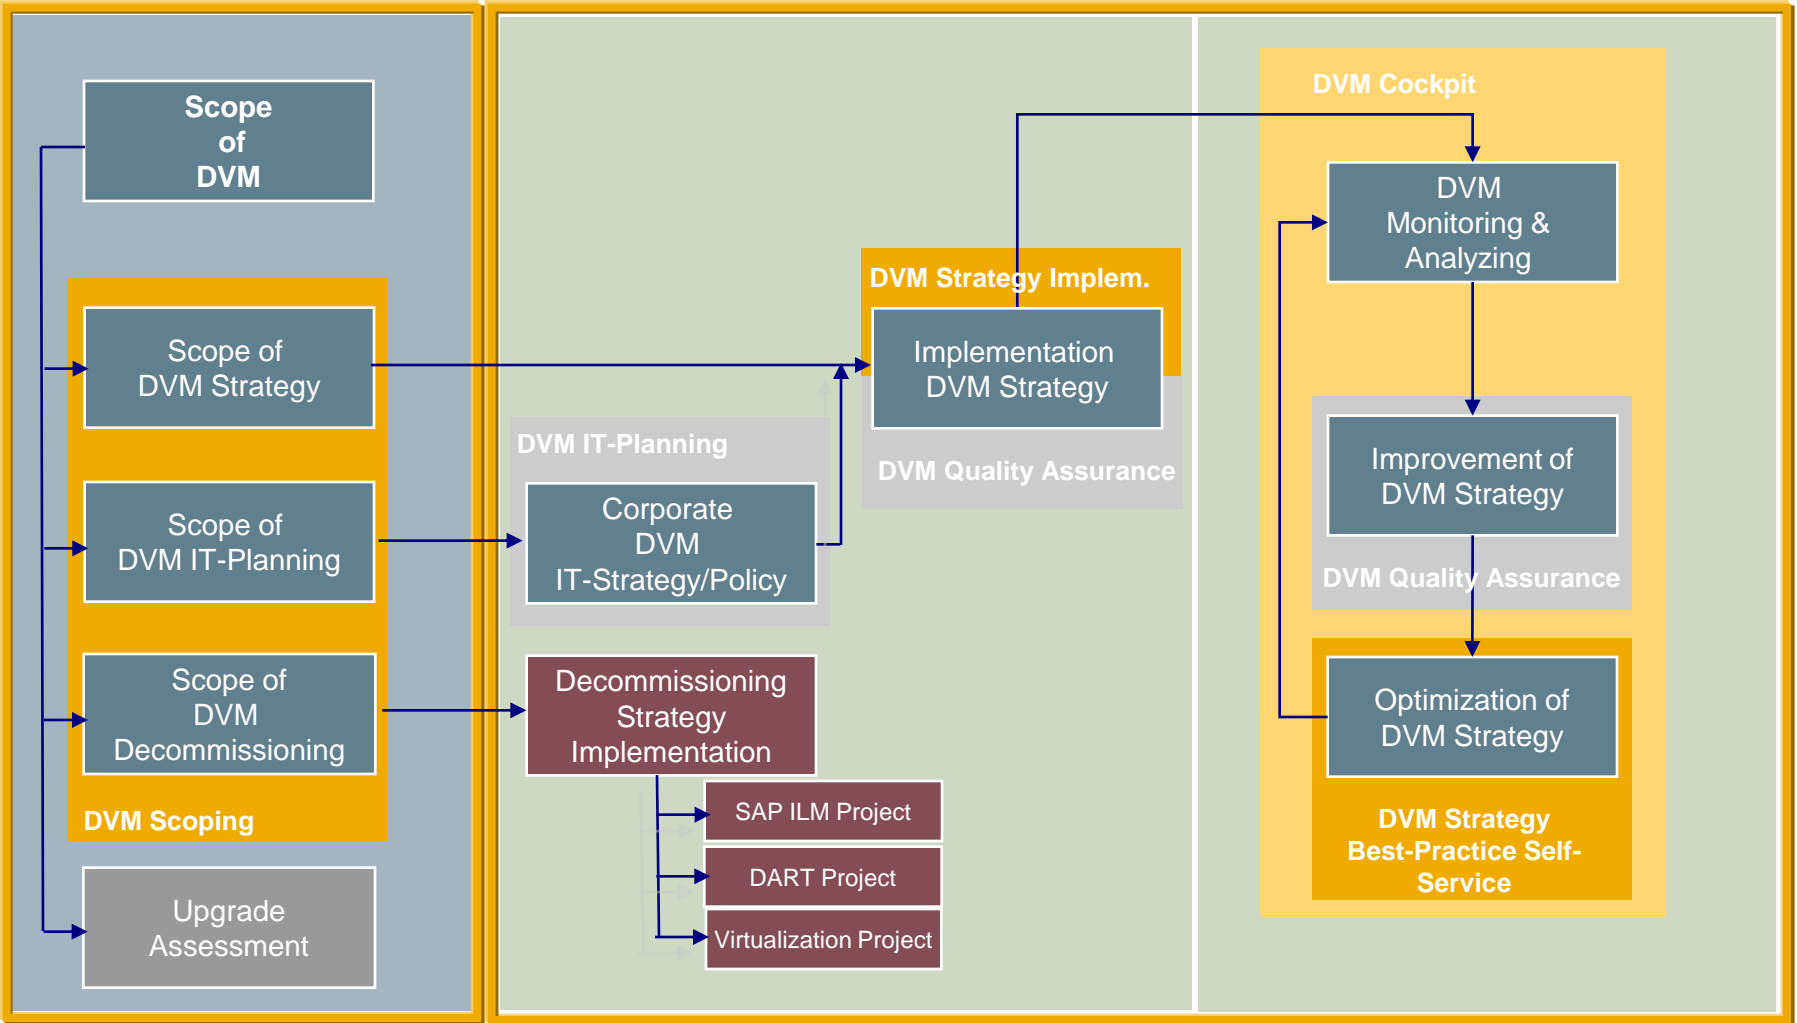 Scope
of
DVM
Scope of
DVM Strategy
Scope of
DVM IT-Planning
Scope of
DVM
Decommissioning
DVM Scoping
Upgrade
Assessment
DVM Strategy Implem.
Implementation
DVM Strategy
DVM Quality Assurance
DVM IT-Planning
Corporate
DVM
IT-Strategy/Policy
Decommissioning
Strategy
Implementation
SAP ILM Project
DART Project
Virtualization Project
DVM Cockpit
DVM
Monitoring &
Analyzing
Improvement of
DVM Strategy
DVM Quality Assurance
Optimization of
DVM Strategy
DVM Strategy
Best-Practice Self-
Service